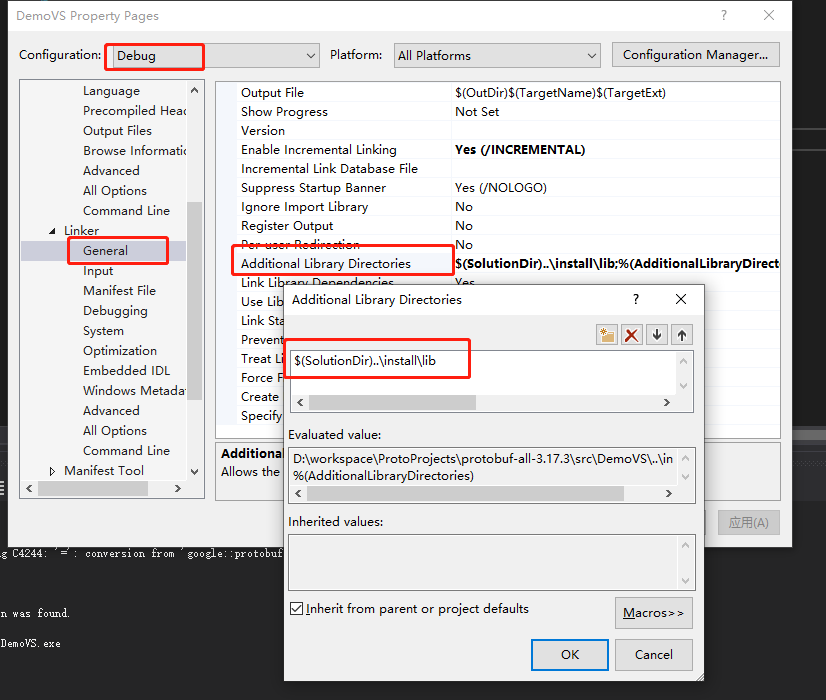 DemoVS Property Pages
?
Configuration: Debug Platform: All Platforms Configuration Manager...
Language
Precompiled Head
Output Files
Browse Informatic
Advanced
All Options
Command Line
Linker
General
Input
Manifest File
Debugging
System
Optimization
Embedded IDL
Windows Metadat
Advanced
All Options
Command Line
Manifest Tool
Output File $(OutDir)$(TargetName)$(TargetExt)
Show Progress Not Set
Version
Enable Incremental Linking Yes (/INCREMENTAL)
Incremental Link Database File
Suppress Startup Banner Yes (/NOLOGO)
Ignore Import Library No
Register Output No
Per-user Redirection No
Additional Library Directories $(SolutionDir)..\install\lib;%(AdditionalLibraryDirect
Link Library Dependencies Yes
Use Lib
Link Sta
Prevent
Treat Li
Force F
Create
Specify
Additional
Allows the
应用(A)
Additional Library Directories
?
$(SolutionDir)..\install\lib
Evaluated value:
D:\workspace\ProtoProjects\protobuf-all-3.17.3\src\DemoVS\..\in
%(AdditionalLibraryDirectories)
Inherited values:
Inherit from parent or project defaults
Macros>>
OK Cancel
g C4244: '=': conversion from 'google::protobuf
n was found.
DemoVS.exe